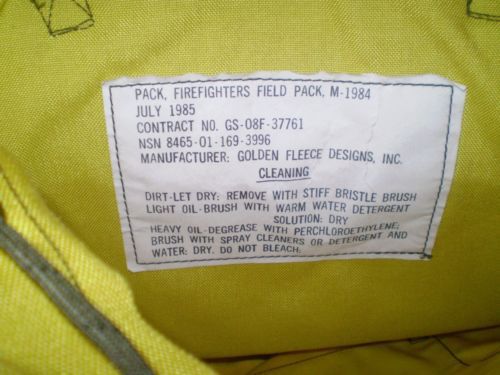 PACK, FIREFIGHTERS FIELD PACK, M-1984
JULY 1985
CONTRACT NO. GS-08F-37761
NSN 8465-01-169-3996
MANUFACTURER: GOLDEN FLEECE DESIGNS, INC.
CLEANING
DIRT-LET DRY: REMOVE WITH STIFF BRISTLE BRUSH
LIGHT OIL-BRUSH WITH WARM WATER DETERGENT
SOLUTION: DRY
HEAVY OIL-DEGREASE WITH PERCHLOROETHYLENE;
BRUSH WITH SPRAY CLEANERS OR DETERGENT AND
WATER: DRY. DO NOT BLEACH.